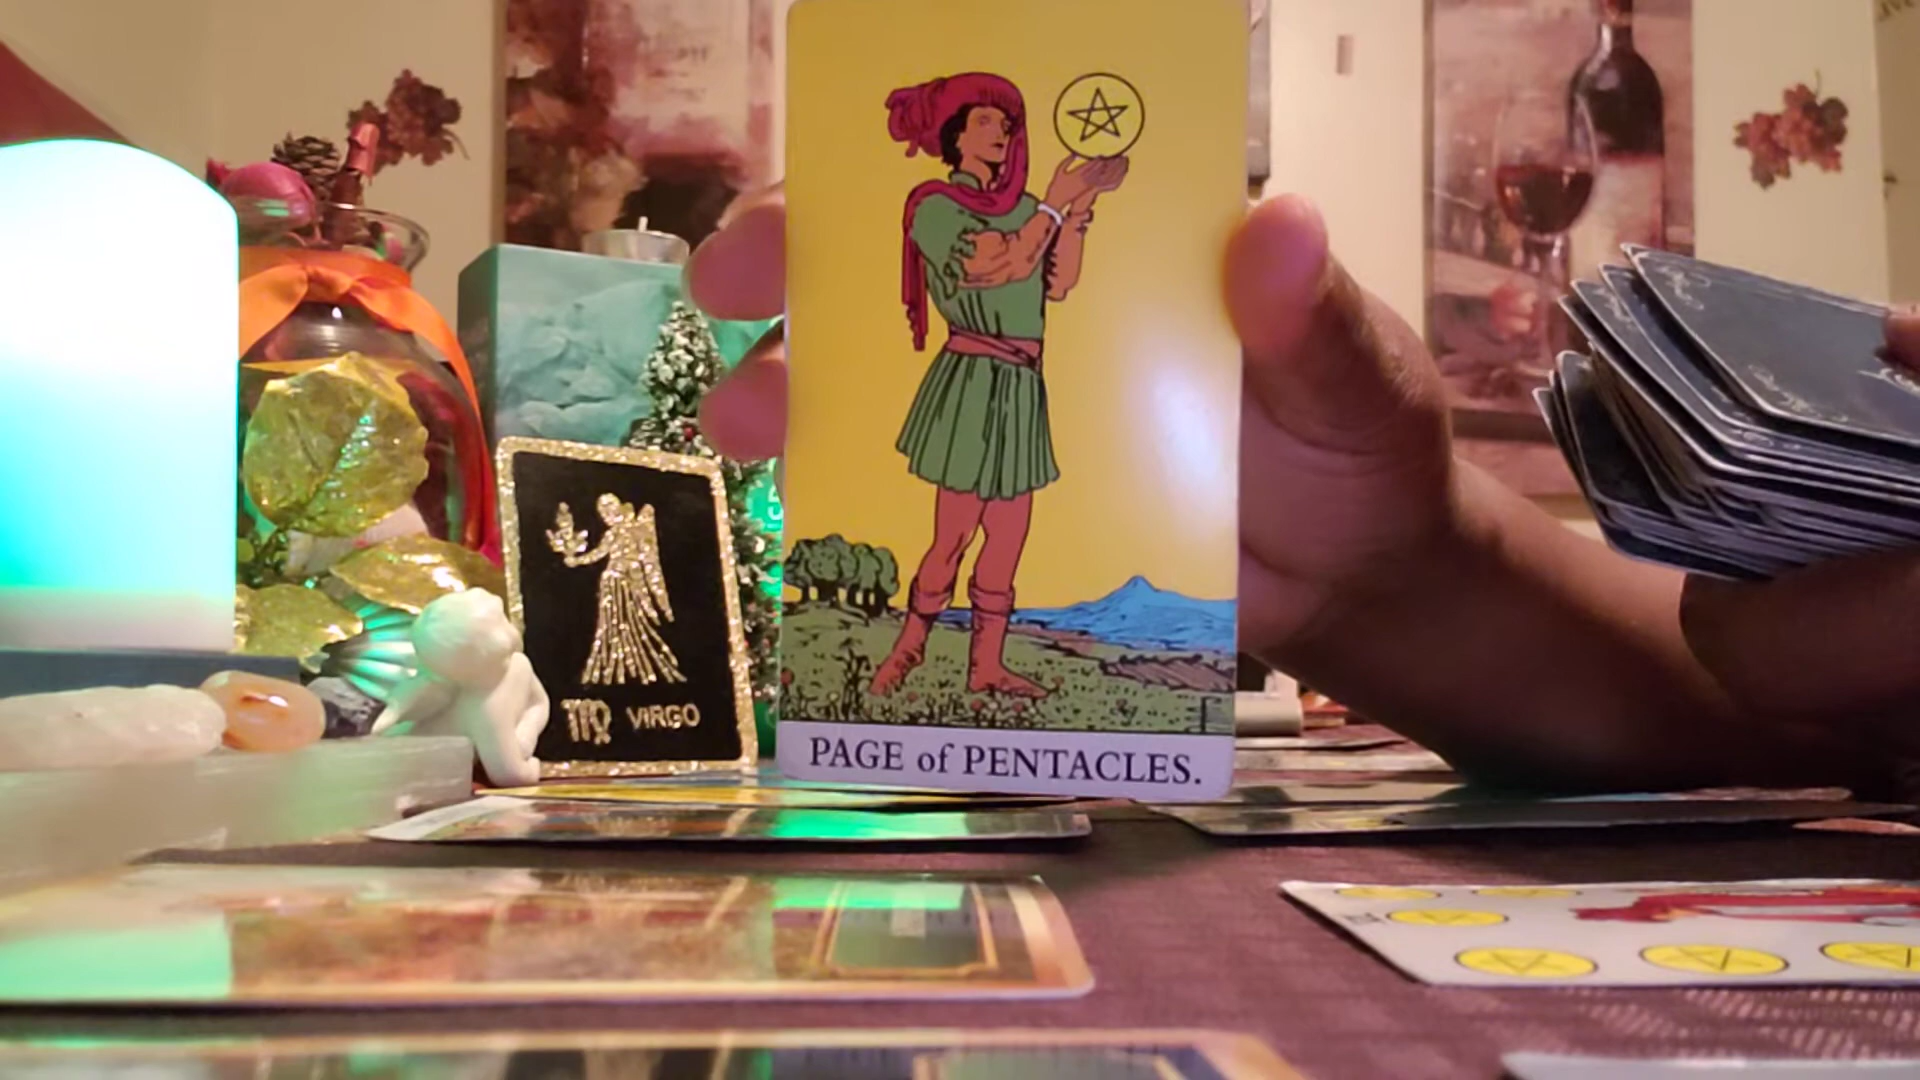 PAGE of PENTACLES.
♍ VIRGO